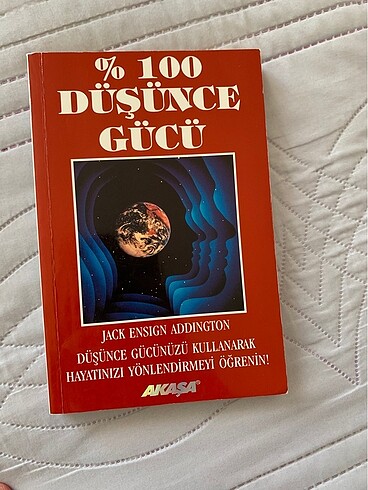 % 100
DÜŞÜNCE
GÜCÜ
JACK ENSIGN ADDINGTON
DÜŞÜNCE GÜCÜNÜZÜ KULLANARAK
HAYATINIZI YÖNLENDİRMEYİ ÖĞRENİN!
AKAŞA®